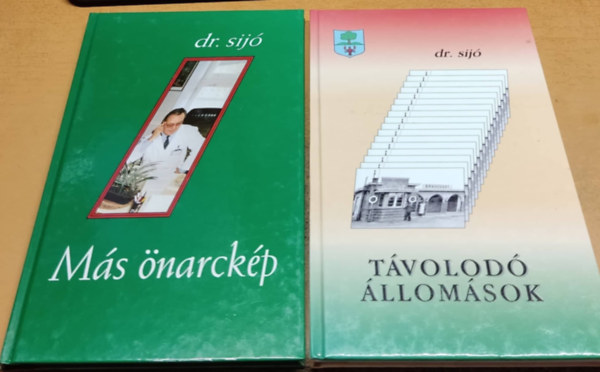 dr. sijó
Más önarckép
dr. sijó
TÁVOLODÓ
ÁLLOMÁSOK